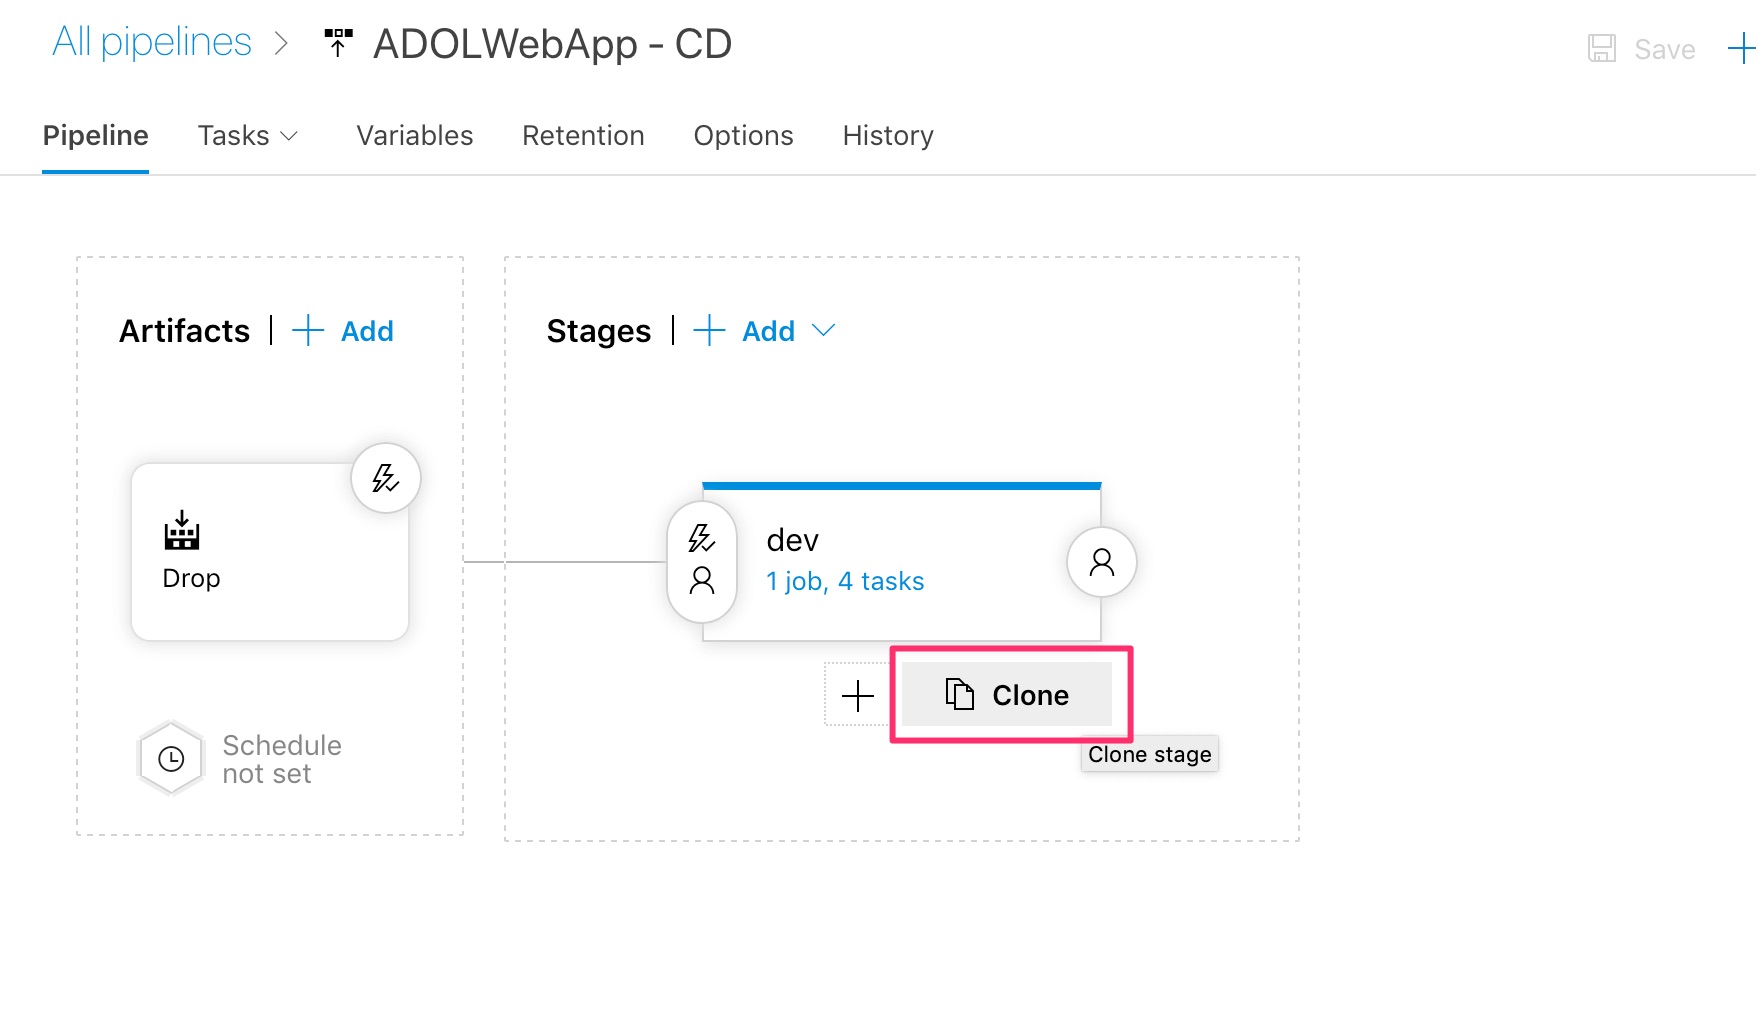 All pipelines > ADOLWebApp - CD
Save
Pipeline Tasks Variables Retention Options History
Artifacts | + Add
Stages | + Add
Drop
dev
1 job, 4 tasks
Clone
Clone stage
Schedule
not set